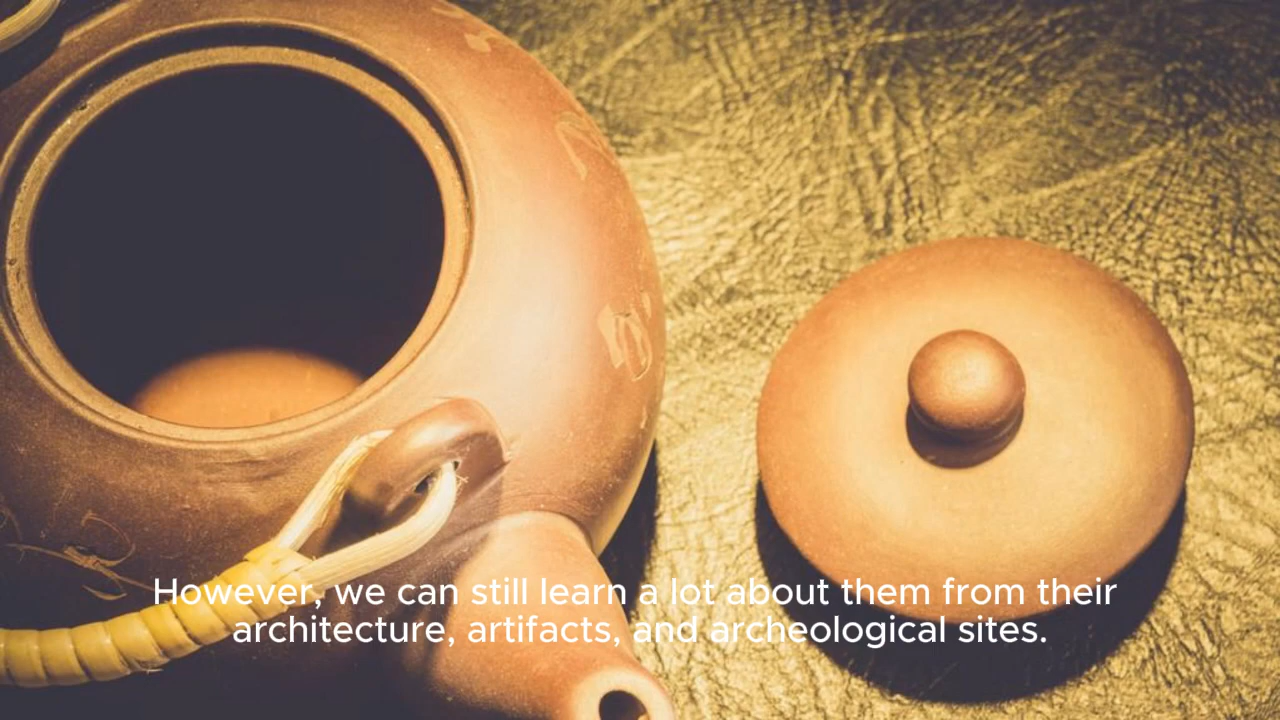 However, we can still learn a lot about them from their
architecture, artifacts, and archeological sites.